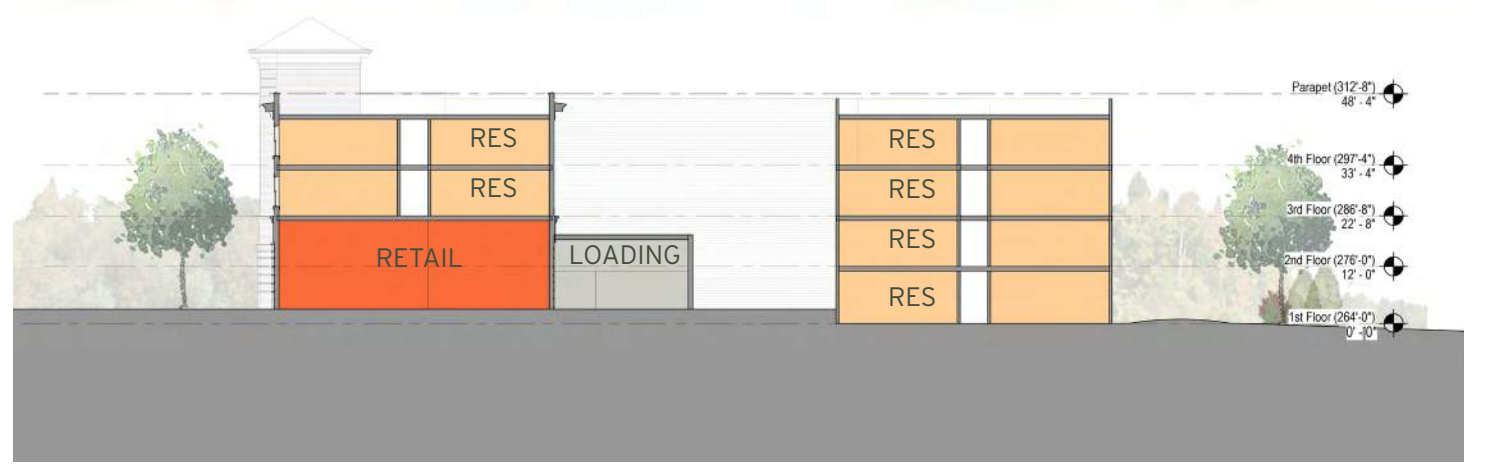 Parapet (312'-8")
48' - 4"
RES
RES
4th Floor (297'-4")
33' - 4"
RES
RES
3rd Floor (286'-8")
22' - 8"
RETAIL
LOADING
RES
2nd Floor (276'-0")
12' - 0"
RES
1st Floor (264'-0")
0' - 0"